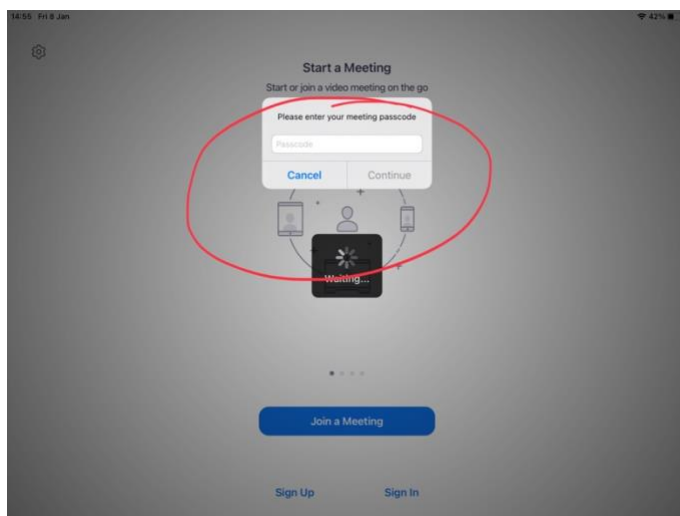 14:56 Fri 8 Jan
42%
Start a Meeting
Start or join a video meeting on the go
Please enter your meeting passcode
Passcode
Cancel Continue
Waiting...
Join a Meeting
Sign Up Sign In